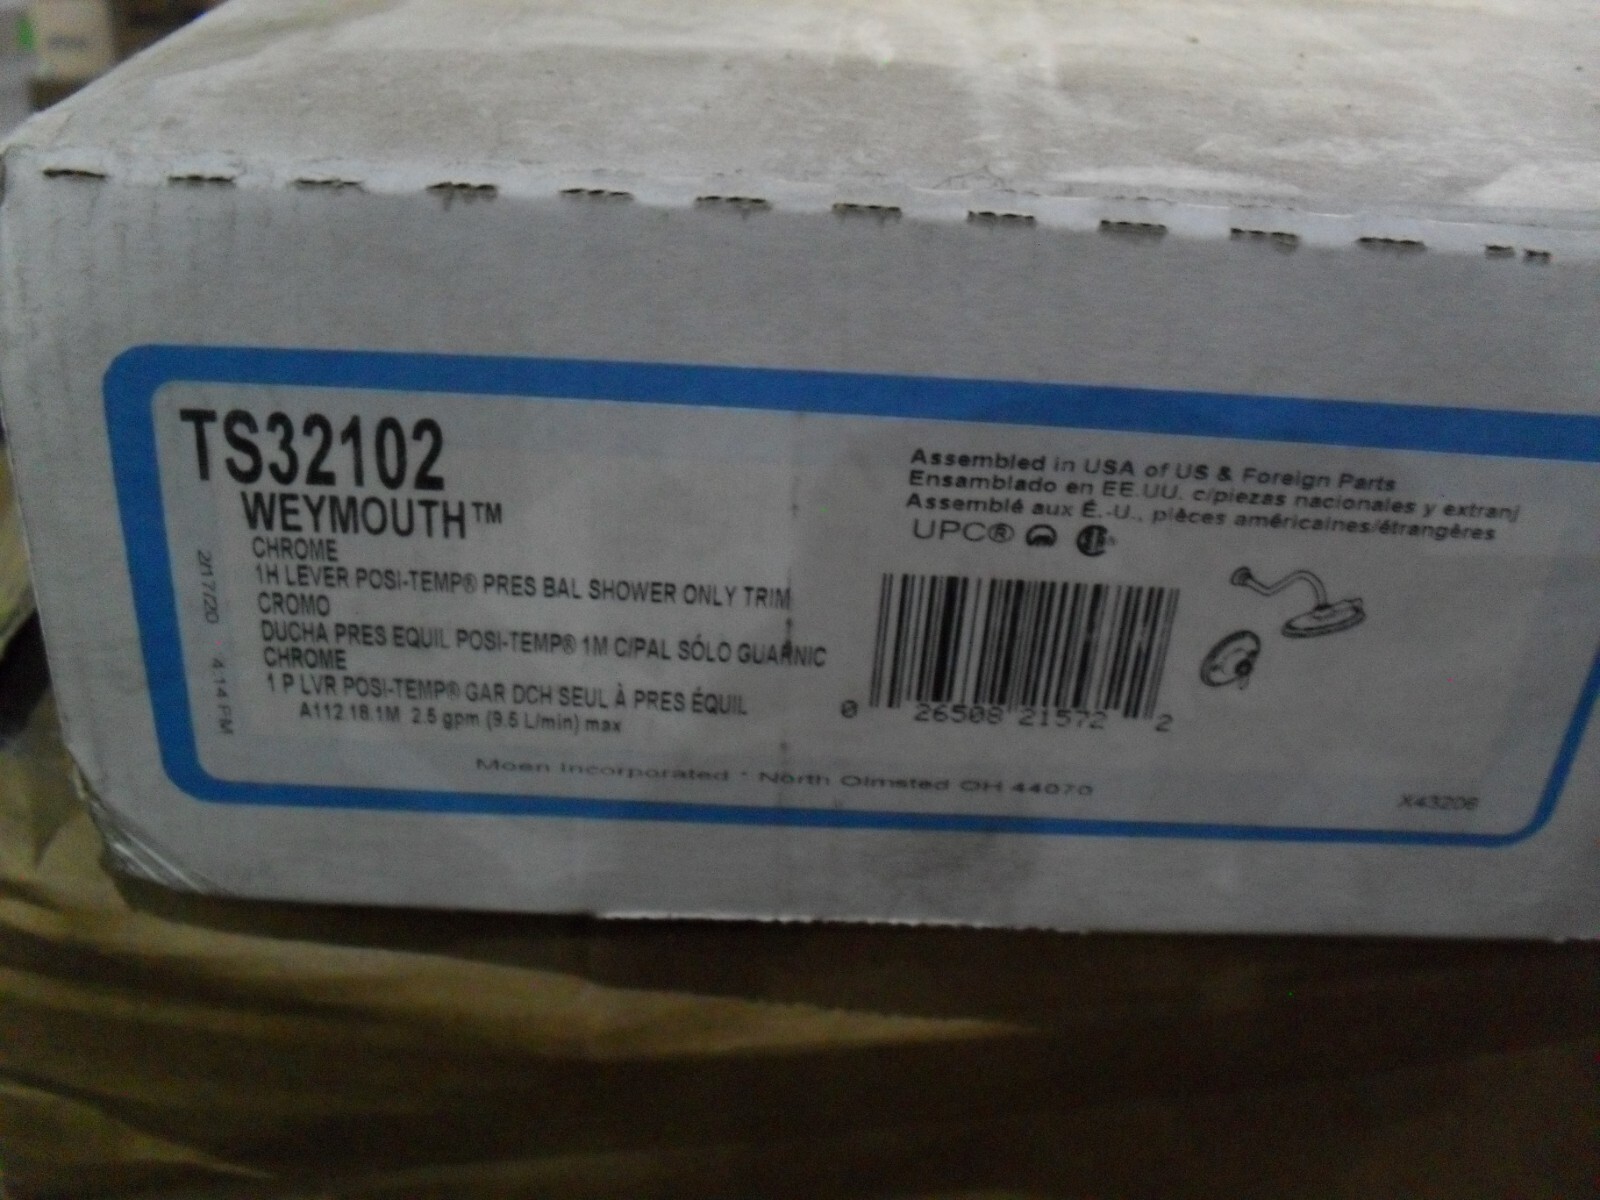 TS32102
WEYMOUTH™
CHROME
1H LEVER POSI-TEMP® PRES BAL SHOWER ONLY TRIM
CROMO
DUCHA PRES EQUIL POSI-TEMP® 1M C/PAL SÓLO GUARNIC
CHROME
1 P LVR POSI-TEMP® GAR DCH SEUL À PRES ÉQUIL
A112.18.1M 2.5 gpm (9.5 L/min) max
2/17/20 4:14 PM
Assembled in USA of US & Foreign Parts
Ensamblado en EE.UU. c/piezas nacionales y extranj
Assemblé aux É.-U., pièces américaines/étrangères
UPC®
0 26508 21572 2
Moen Incorporated * North Olmsted OH 44070
X43206